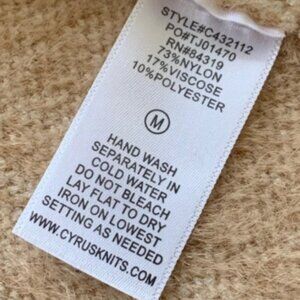 STYLE#C432112
PO#TJ01470
RN#84319
73%NYLON
17%VISCOSE
10%POLYESTER
M
HAND WASH
SEPARATELY IN
COLD WATER
DO NOT BLEACH
LAY FLAT TO DRY
IRON ON LOWEST
SETTING AS NEEDED
WWW.CYRUSKNITS.COM